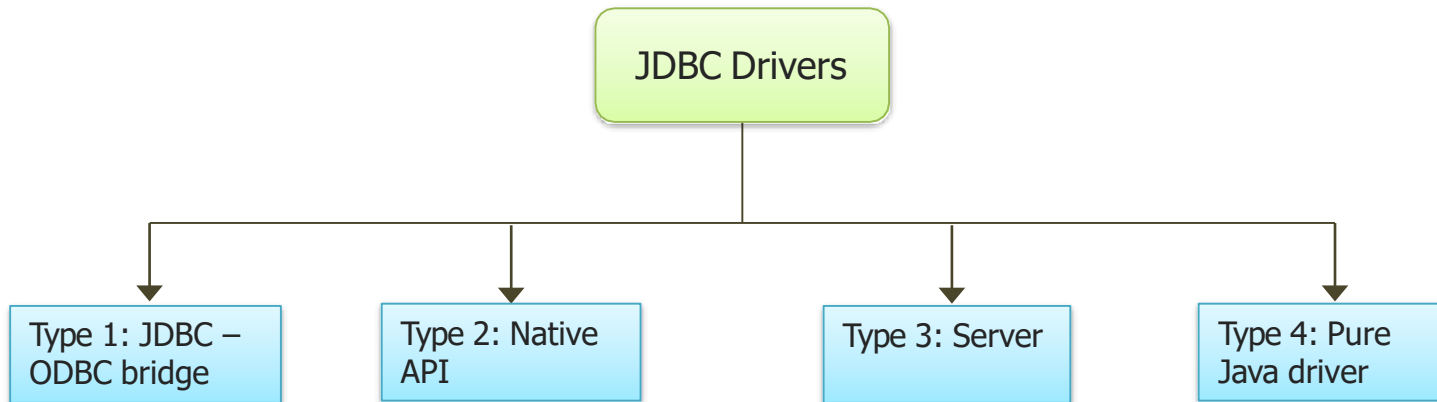 JDBC Drivers
Type 1: JDBC –
ODBC bridge
Type 2: Native
API
Type 3: Server
Type 4: Pure
Java driver